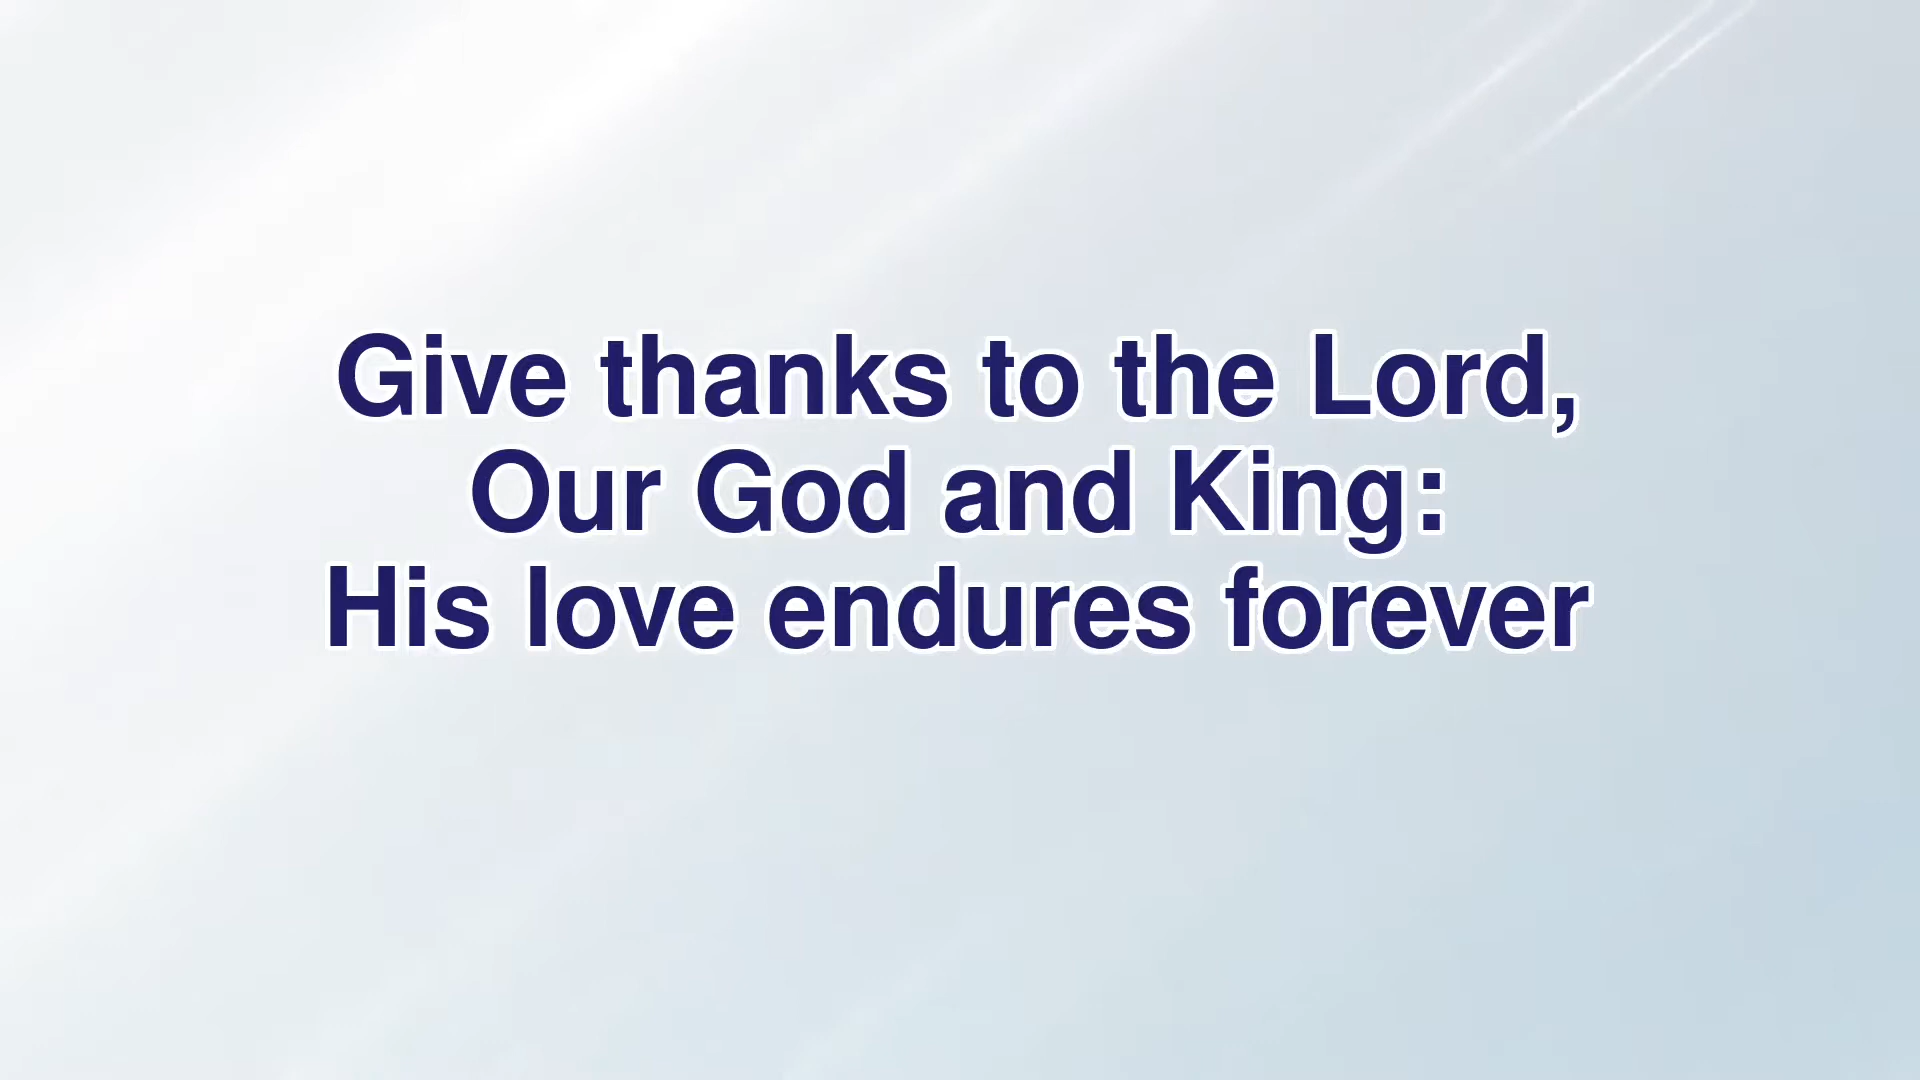 Give thanks to the Lord,
Our God and King:
His love endures forever